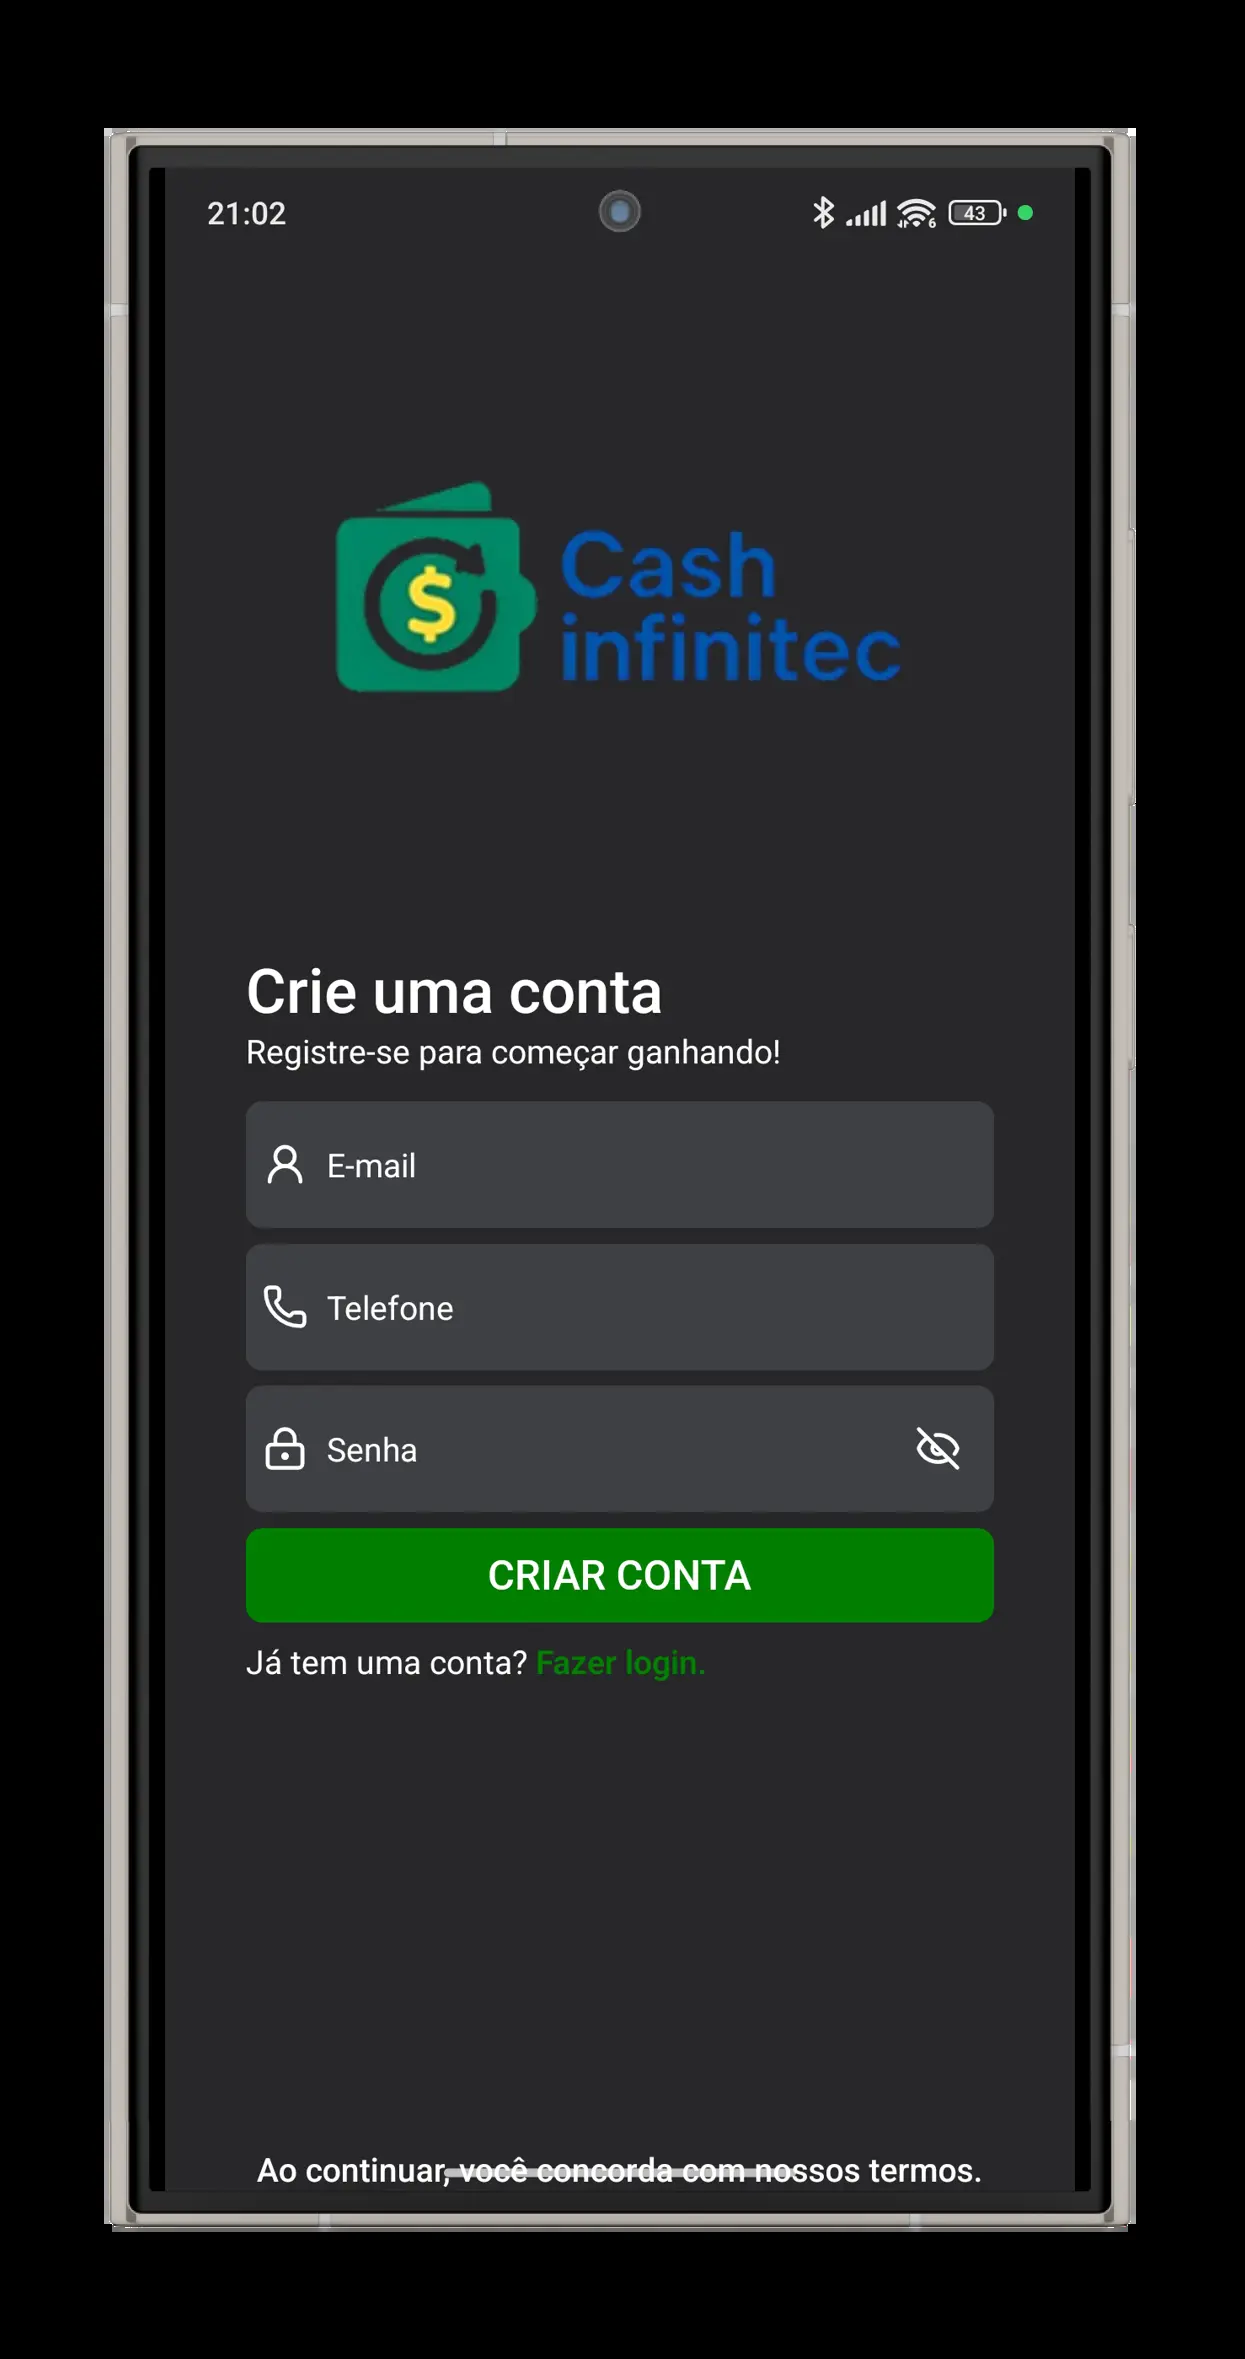 21:02
6
43
$
Cash
infinitec
Crie uma conta
Registre-se para começar ganhando!
E-mail
Telefone
Senha
CRIAR CONTA
Já tem uma conta? Fazer login.
Ao continuar, você concorda com nossos termos.